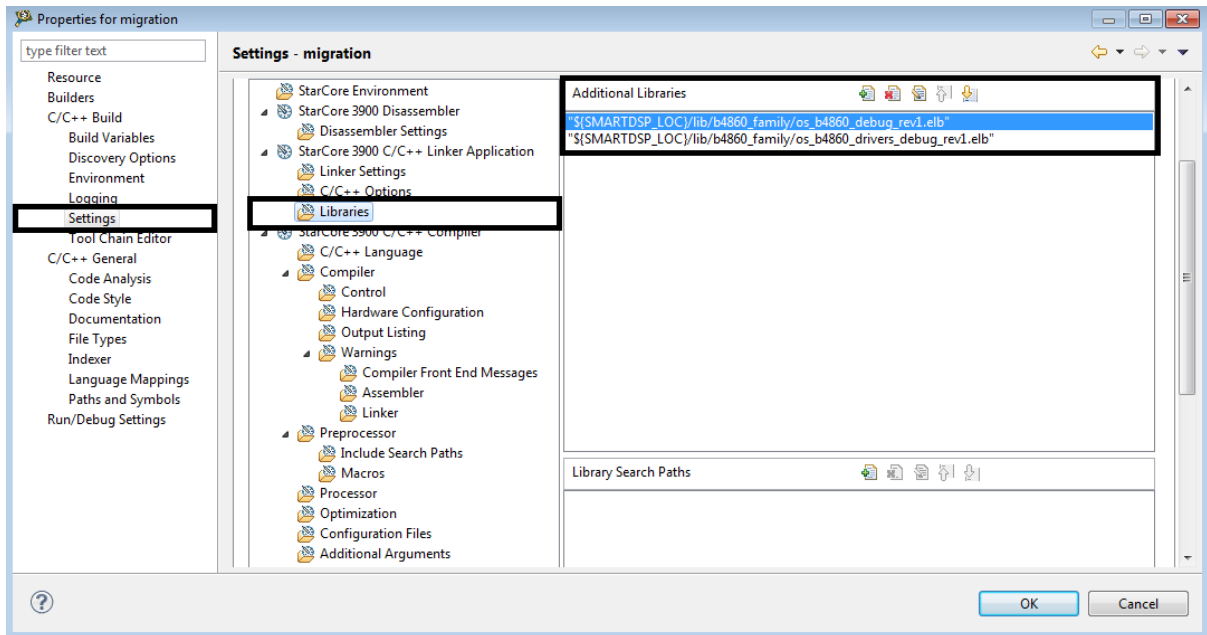 Properties for migration
type filter text
Resource
Builders
C/C++ Build
Build Variables
Discovery Options
Environment
Logging
Settings
Tool Chain Editor
C/C++ General
Code Analysis
Code Style
Documentation
File Types
Indexer
Language Mappings
Paths and Symbols
Run/Debug Settings
Settings - migration
StarCore Environment
StarCore 3900 Disassembler
Disassembler Settings
StarCore 3900 C/C++ Linker Application
Linker Settings
C/C++ Options
Libraries
StarCore 3900 C/C++ Compiler
C/C++ Language
Compiler
Control
Hardware Configuration
Output Listing
Warnings
Compiler Front End Messages
Assembler
Linker
Preprocessor
Include Search Paths
Macros
Processor
Optimization
Configuration Files
Additional Arguments
Additional Libraries
"${SMARTDSP_LOC}/lib/b4860_family/os_b4860_debug_rev1.elb"
"${SMARTDSP_LOC}/lib/b4860_family/os_b4860_drivers_debug_rev1.elb"
Library Search Paths
?
OK
Cancel